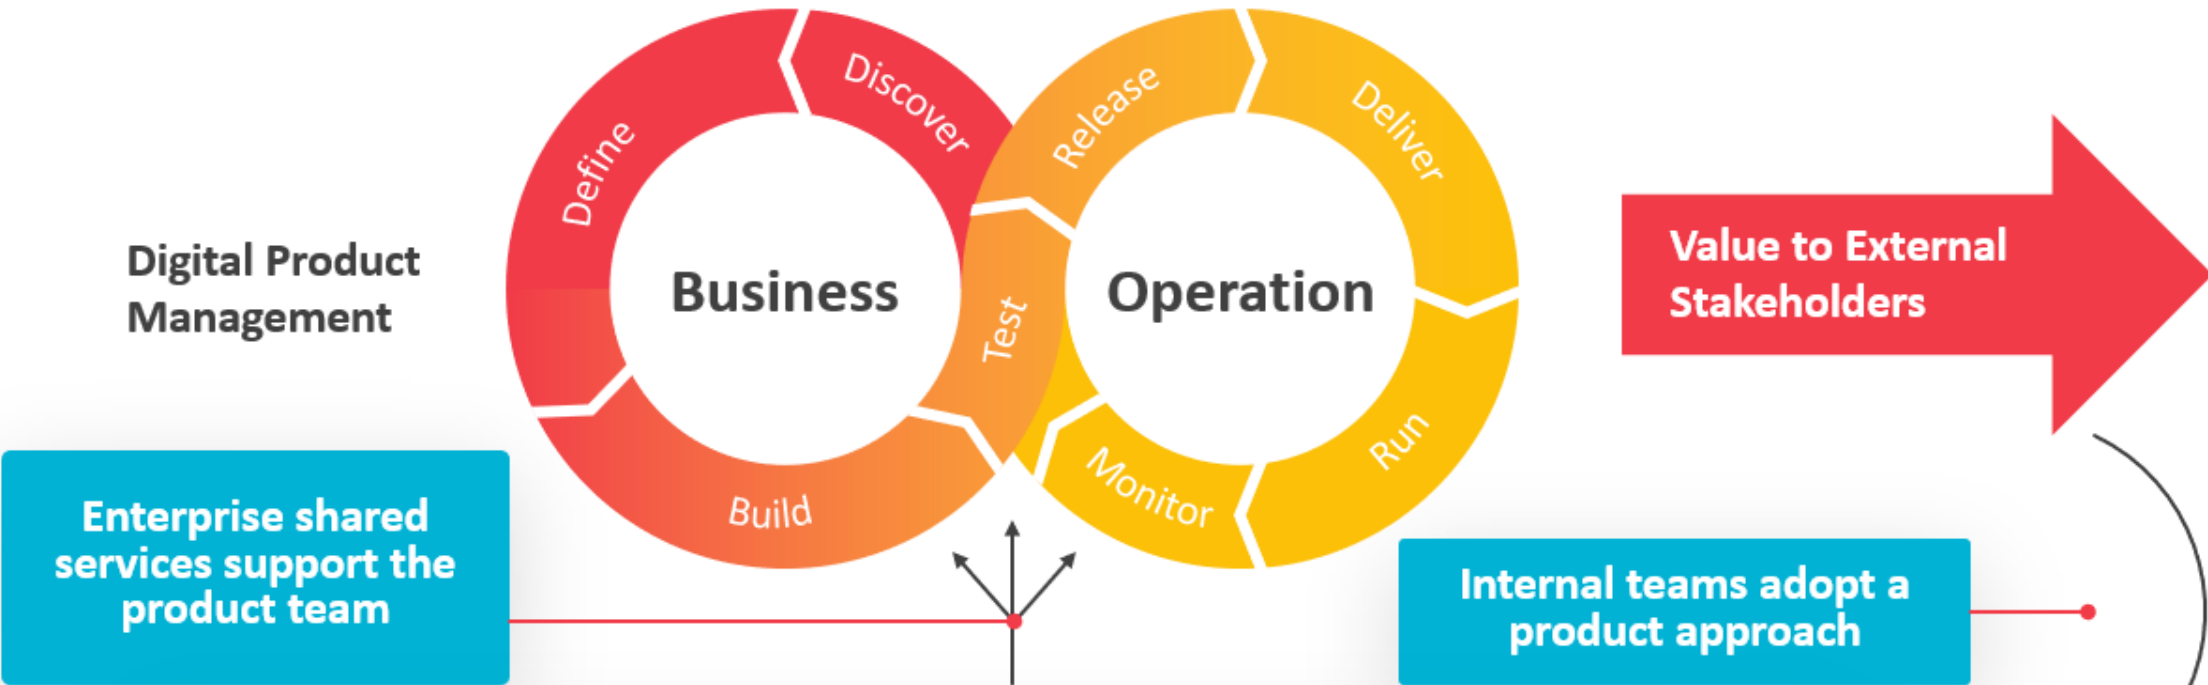 Discover
Define
Build
Test
Release
Deliver
Run
Monitor
Business
Operation
Digital Product
Management
Value to External
Stakeholders
Enterprise shared
services support the
product team
Internal teams adopt a
product approach